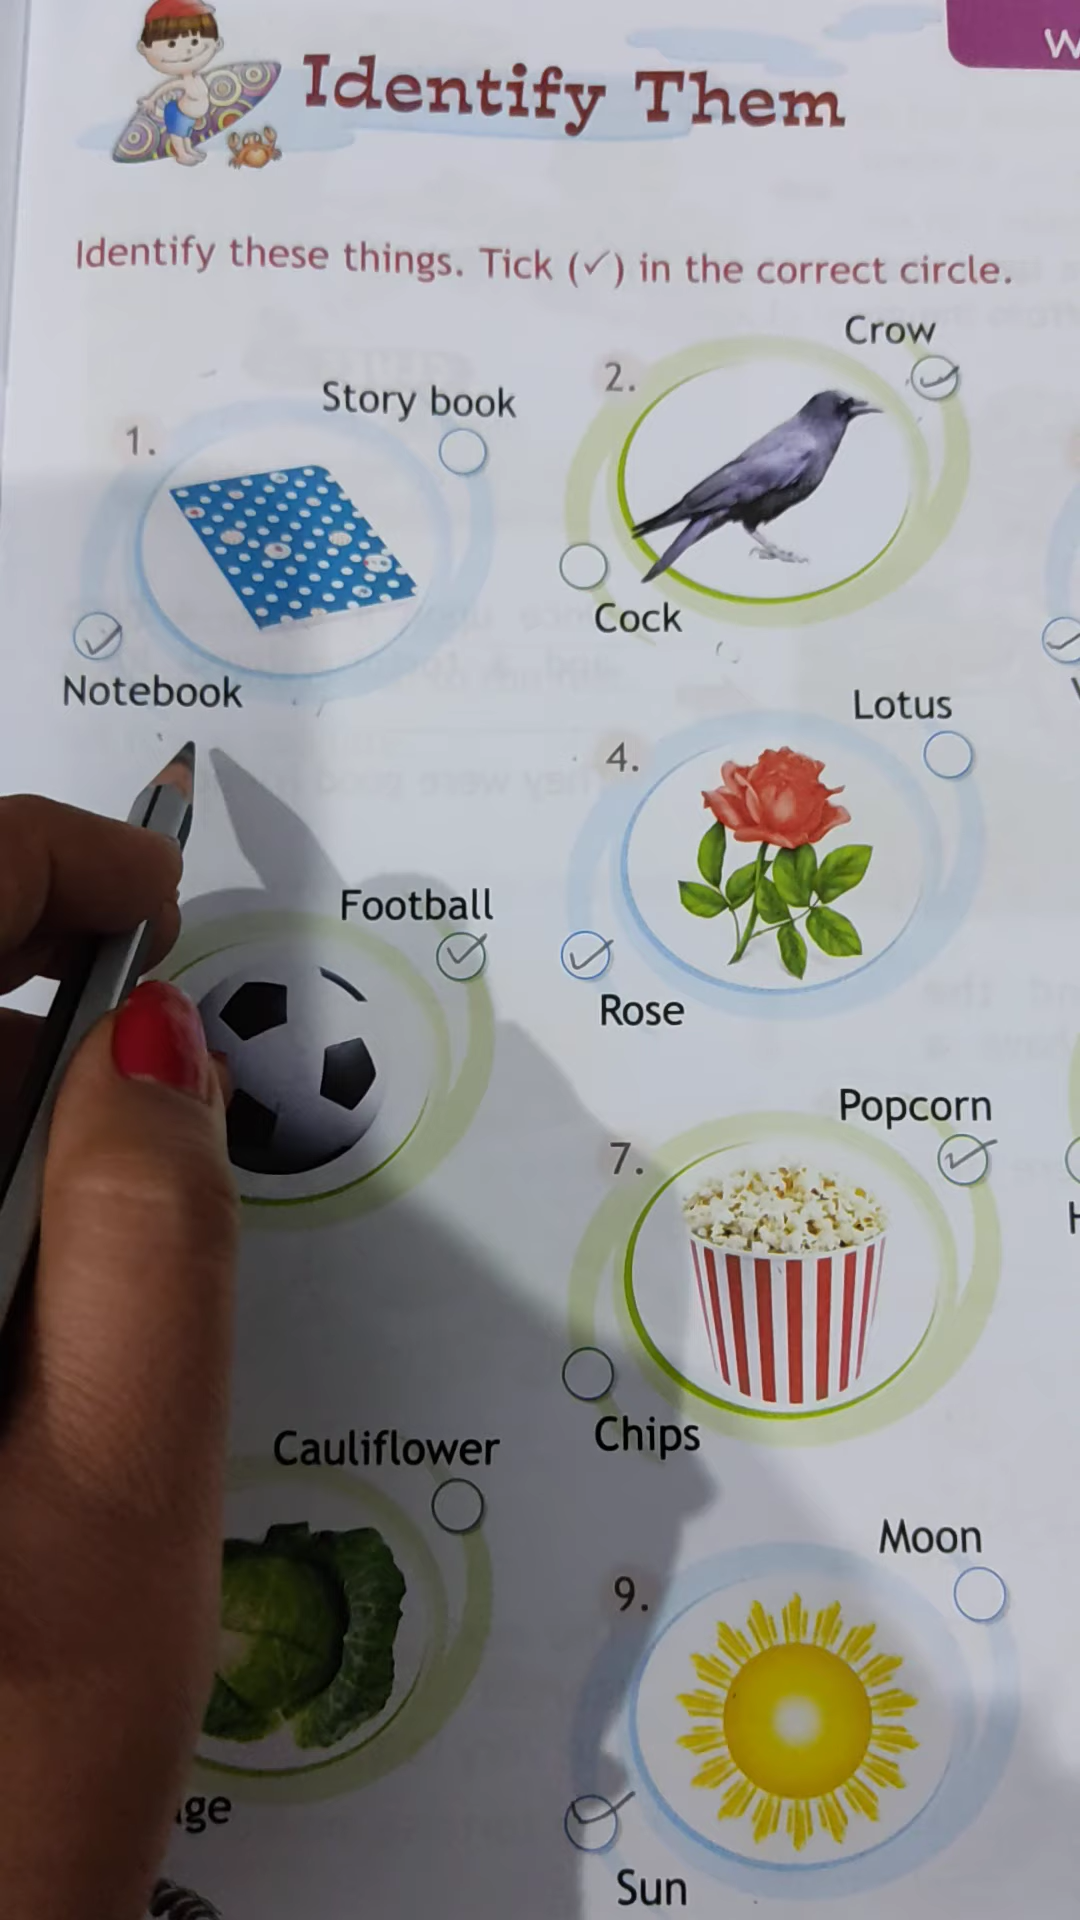 Identify Them
Identify these things. Tick (✓) in the correct circle.
Crow
2.
Story book
1.
Cock
Notebook
Lotus
4.
Football
Rose
Popcorn
7.
Chips
Cauliflower
Moon
9.
Sun